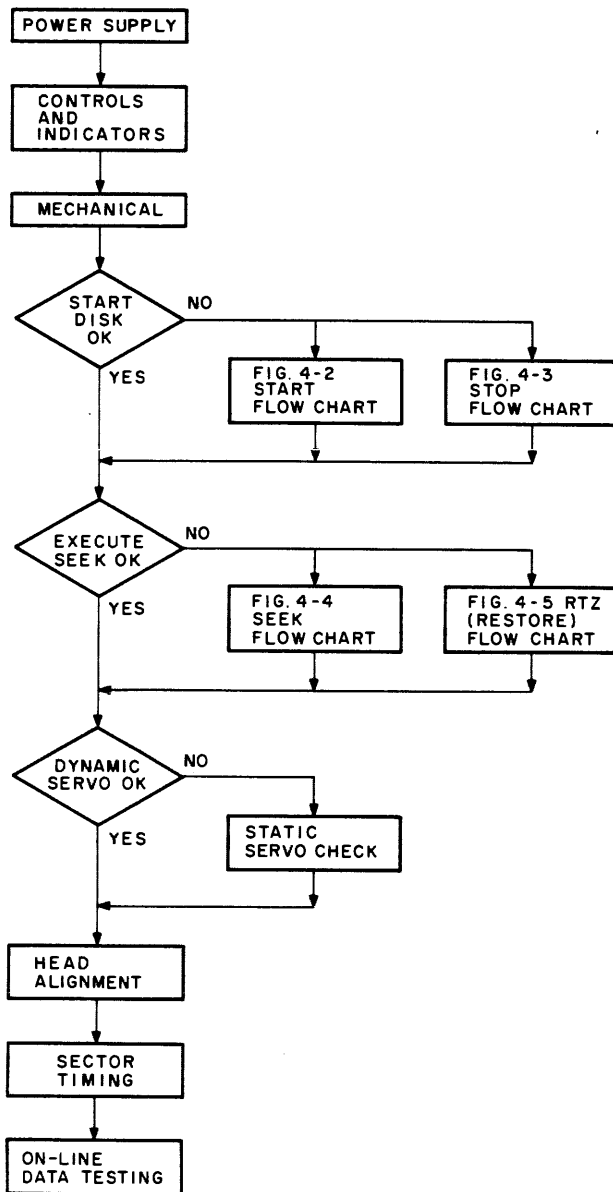 POWER SUPPLY
CONTROLS
AND
INDICATORS
MECHANICAL
START
DISK
OK
NO
YES
FIG. 4-2
START
FLOW CHART
FIG. 4-3
STOP
FLOW CHART
EXECUTE
SEEK OK
NO
YES
FIG. 4-4
SEEK
FLOW CHART
FIG. 4-5 RTZ
(RESTORE)
FLOW CHART
DYNAMIC
SERVO OK
NO
YES
STATIC
SERVO CHECK
HEAD
ALIGNMENT
SECTOR
TIMING
ON-LINE
DATA TESTING